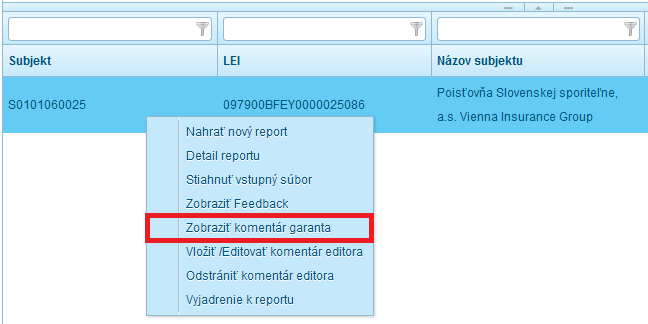 Subjekt
LEI
Názov subjektu
S0101060025
097900BFEY0000025086
Poisťovňa Slovenskej sporiteľne,
a.s. Vienna Insurance Group
Nahrať nový report
Detail reportu
Stiahnuť vstupný súbor
Zobraziť Feedback
Zobraziť komentár garanta
Vložiť /Editovať komentár editora
Odstrániť komentár editora
Vyjadrenie k reportu